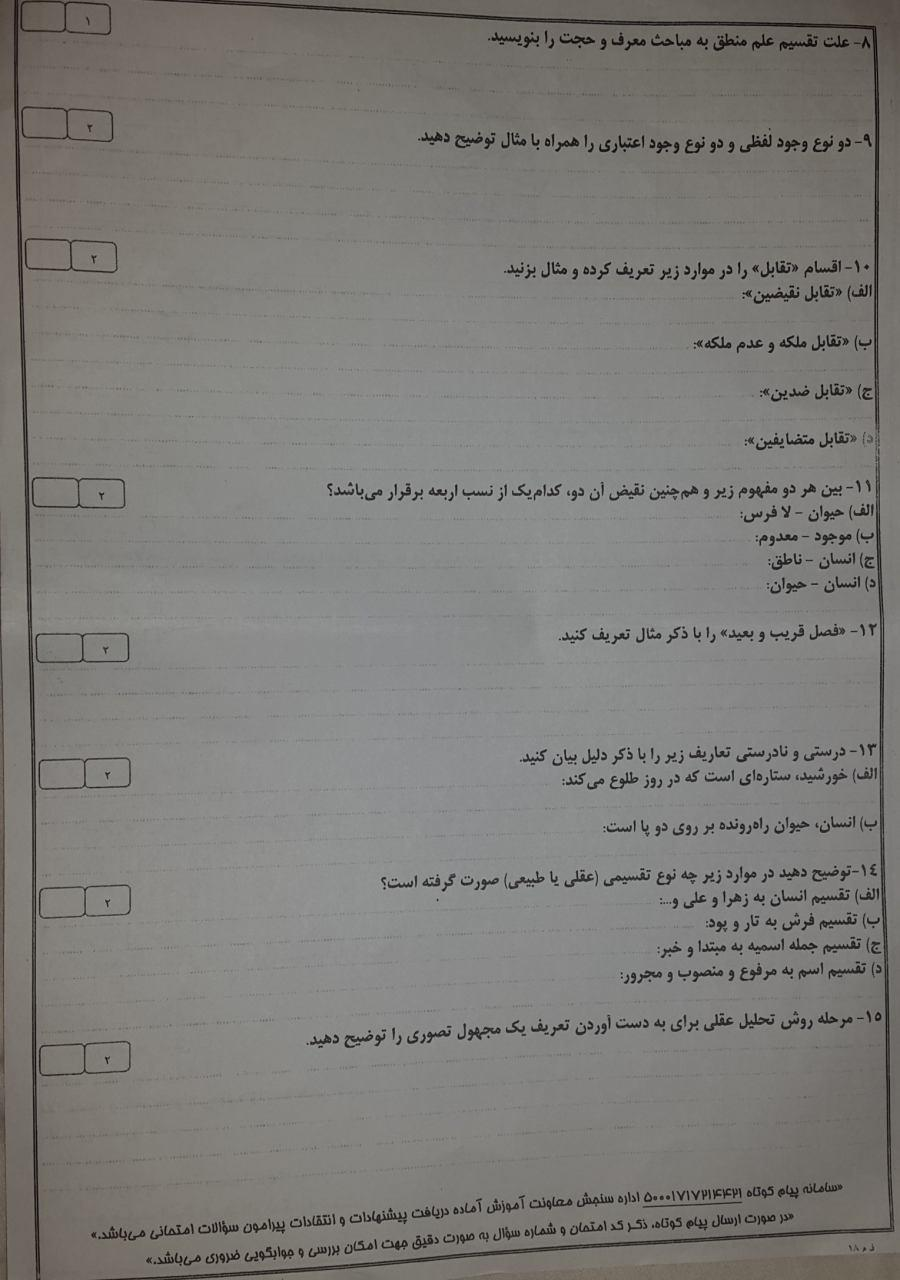 ۱
۸- علت تقسیم علم منطق به مباحث معرف و حجت را بنویسید.
۲
۹- دو نوع وجود لفظی و دو نوع وجود اعتباری را همراه با مثال توضیح دهید.
۲
۱۰- اقسام «تقابل» را در موارد زیر تعریف کرده و مثال بزنید.
الف) «تقابل نقیضین»:
ب) «تقابل ملکه و عدم ملکه»:
ج) «تقابل ضدین»:
د) «تقابل متضایفین»:
۲
۱۱- بین هر دو مفهوم زیر و هم‌چنین نقیض آن دو، کدام‌یک از نسب اربعه برقرار می‌باشد؟
الف) حیوان – لا فرس:
ب) موجود – معدوم:
ج) انسان – ناطق:
د) انسان – حیوان:
۲
۱۲- «فصل قریب و بعید» را با ذکر مثال تعریف کنید.
۲
۱۳- درستی و نادرستی تعاریف زیر را با ذکر دلیل بیان کنید.
الف) خورشید، ستاره‌ای است که در روز طلوع می‌کند:
ب) انسان، حیوان راه‌رونده بر روی دو پا است:
۲
۱٤-توضیح دهید در موارد زیر چه نوع تقسیمی (عقلی یا طبیعی) صورت گرفته است؟
الف) تقسیم انسان به زهرا و علی و...:
ب) تقسیم فرش به تار و پود:
ج) تقسیم جمله اسمیه به مبتدا و خبر:
د) تقسیم اسم به مرفوع و منصوب و مجرور:
۲
۱۵- مرحله روش تحلیل عقلی برای به دست آوردن تعریف یک مجهول تصوری را توضیح دهید.
۲
«سامانه پیام کوتاه ۵۰۰۰۱۷۱۷۲۱۴۴۲۱ اداره سنجش معاونت آموزش آماده دریافت پیشنهادات و انتقادات پیرامون سؤالات امتحانی می‌باشد.»
«در صورت ارسال پیام کوتاه، ذکر کد امتحان و شماره سؤال به صورت دقیق جهت امکان بررسی و جوابگویی ضروری می‌باشد.»